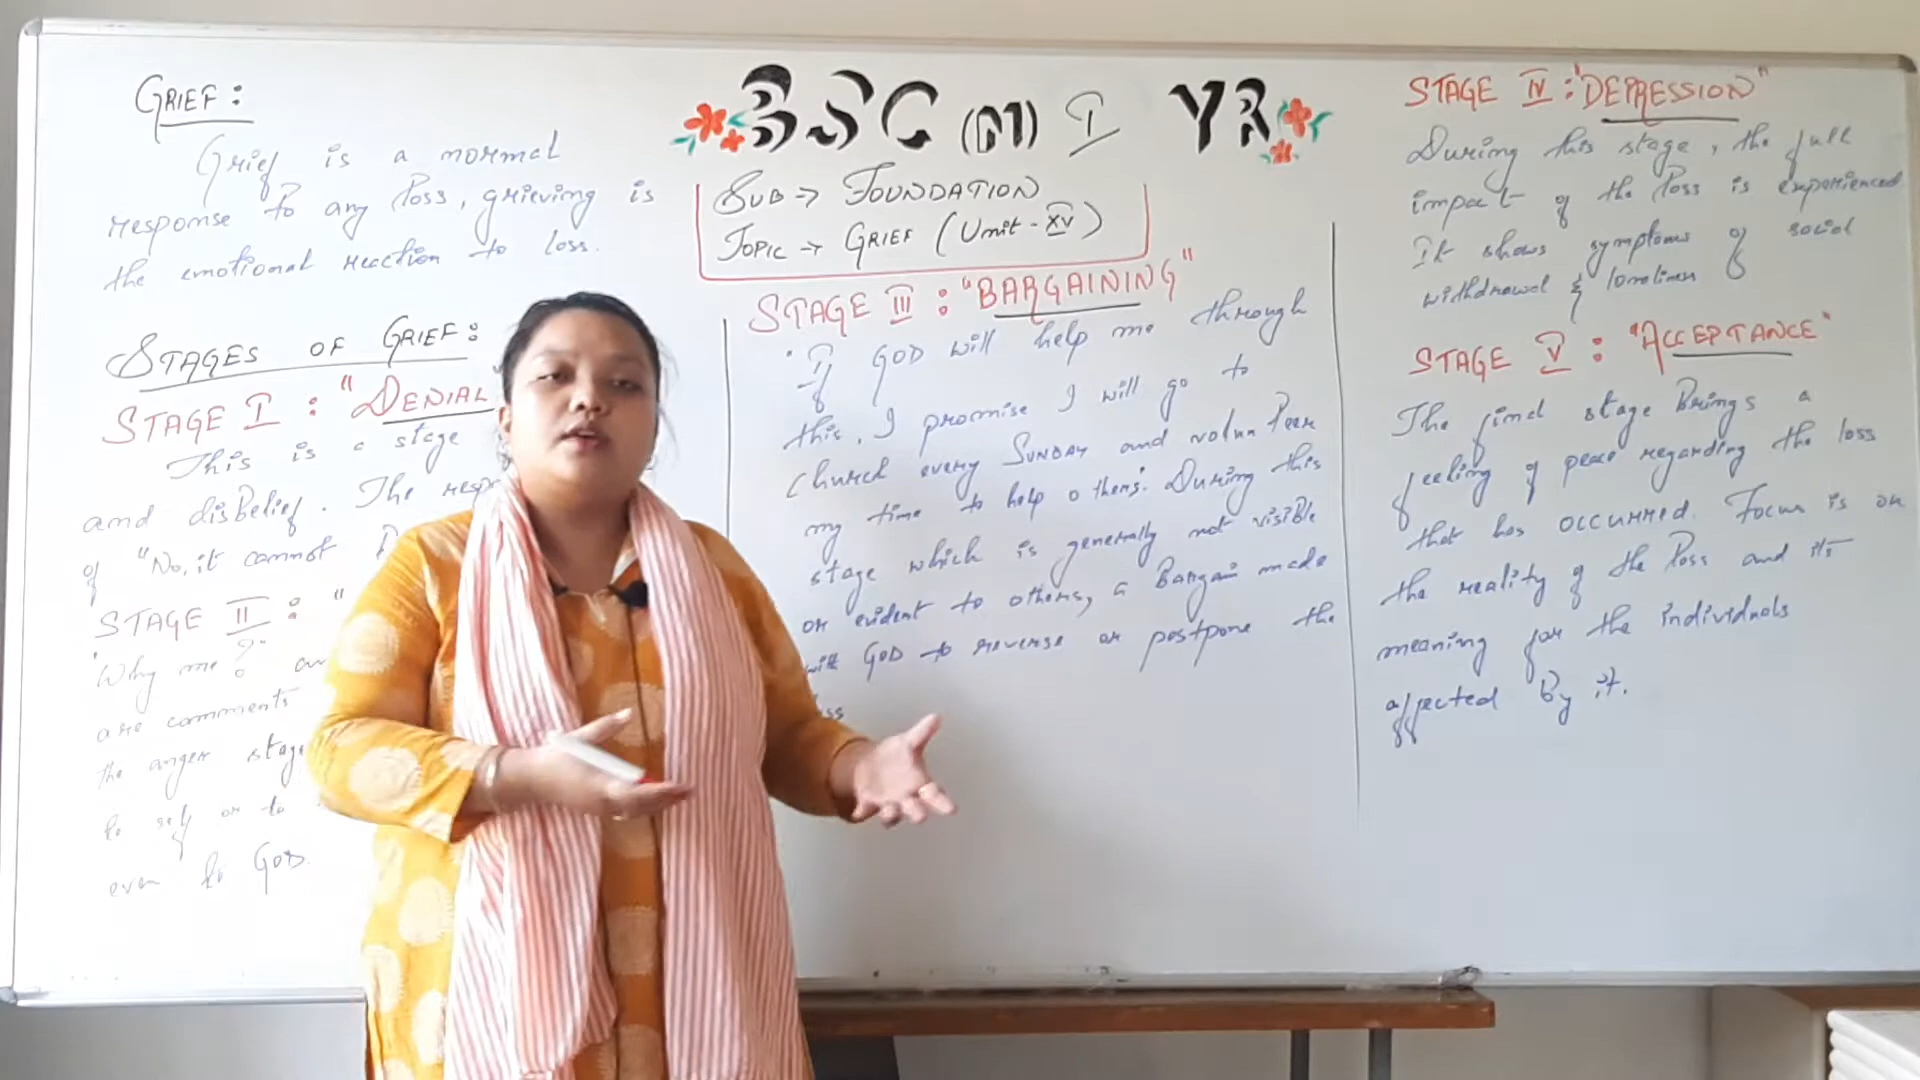 GRIEF:
Grief is a normal
response to any loss, grieving is
the emotional reaction to loss.
STAGES OF GRIEF:
STAGE I : "DENIAL
This is a stage
and disbelief. The resp
of "No, it cannot
STAGE II : "
"Why me?"
are comments
the anger stage
to self or to
even to GOD.
BSC (N) I YR
SUB → FOUNDATION
TOPIC → GRIEF (Unit - XV)
STAGE III : "BARGAINING"
"If GOD will help me through
this, I promise I will go to
church every SUNDAY and volunteer
my time to help others". During this
stage which is generally not visible
or evident to others, a Bargain made
with GOD to reverse or postpone the
STAGE IV : "DEPRESSION"
During this stage, the full
impact of the loss is experienced
It shows symptoms of social
withdrawal & loneliness
STAGE V : "ACCEPTANCE"
The final stage Brings a
feeling of peace regarding the loss
that has occurred. Focus is on
the reality of the loss and its
meaning for the individuals
affected By it.